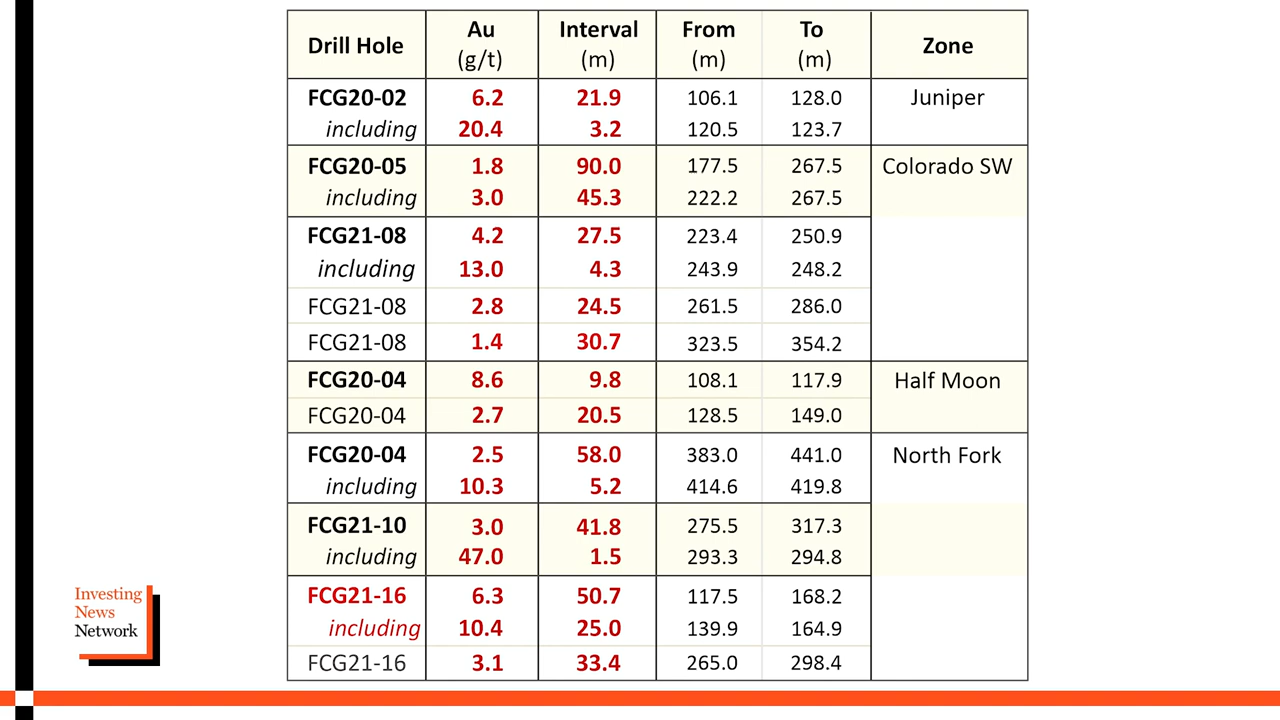 Drill Hole Au (g/t) Interval (m) From (m) To (m) Zone
FCG20-02 6.2 21.9 106.1 128.0 Juniper
including 20.4 3.2 120.5 123.7
FCG20-05 1.8 90.0 177.5 267.5 Colorado SW
including 3.0 45.3 222.2 267.5
FCG21-08 4.2 27.5 223.4 250.9
including 13.0 4.3 243.9 248.2
FCG21-08 2.8 24.5 261.5 286.0
FCG21-08 1.4 30.7 323.5 354.2
FCG20-04 8.6 9.8 108.1 117.9 Half Moon
FCG20-04 2.7 20.5 128.5 149.0
FCG20-04 2.5 58.0 383.0 441.0 North Fork
including 10.3 5.2 414.6 419.8
FCG21-10 3.0 41.8 275.5 317.3
including 47.0 1.5 293.3 294.8
FCG21-16 6.3 50.7 117.5 168.2
including 10.4 25.0 139.9 164.9
FCG21-16 3.1 33.4 265.0 298.4
Investing
News
Network